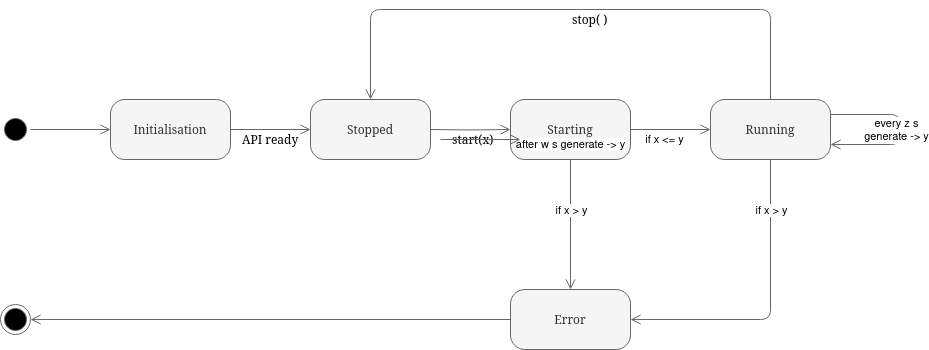 stop( )
Initialisation
API ready
Stopped
start(x)
Starting
after w s generate -> y
if x <= y
Running
every z s
generate -> y
if x > y
if x > y
Error